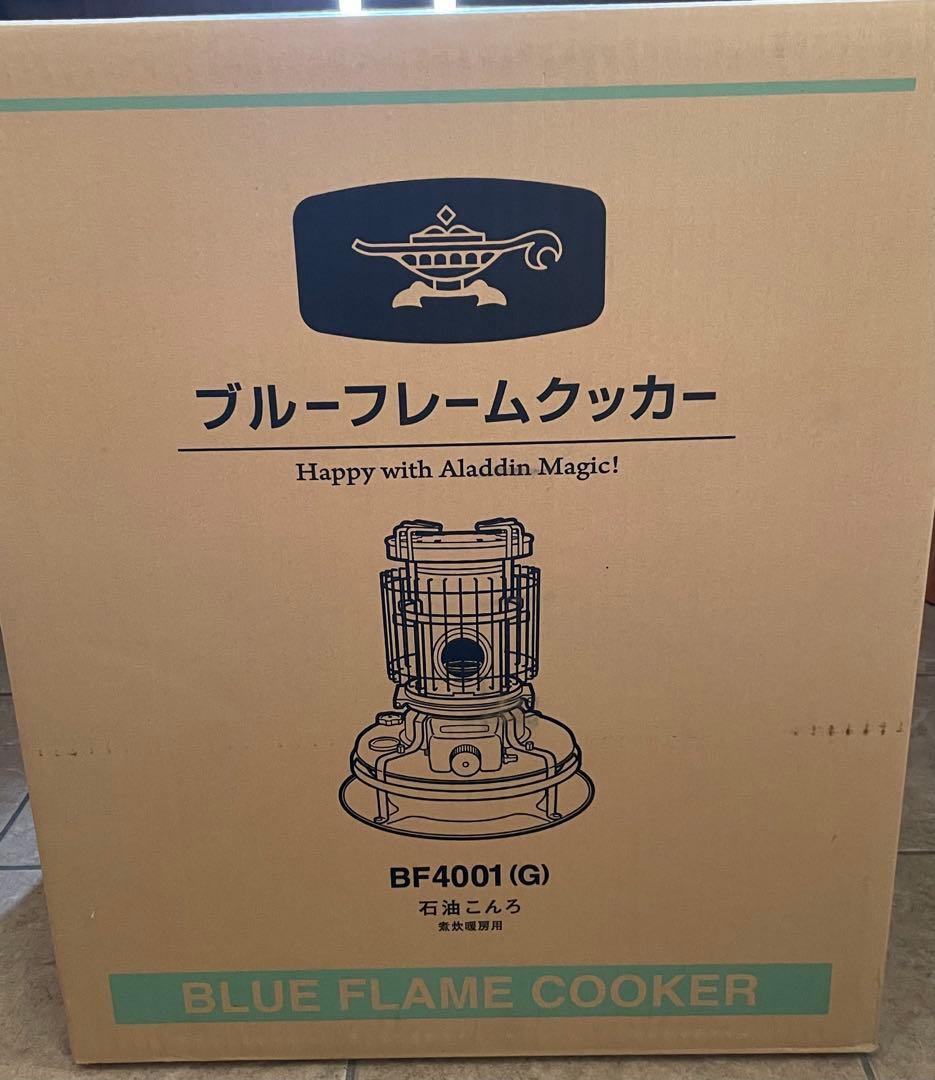 ブルーフレームクッカー
Happy with Aladdin Magic!
BF4001(G)
石油こんろ
煮炊暖房用
BLUE FLAME COOKER